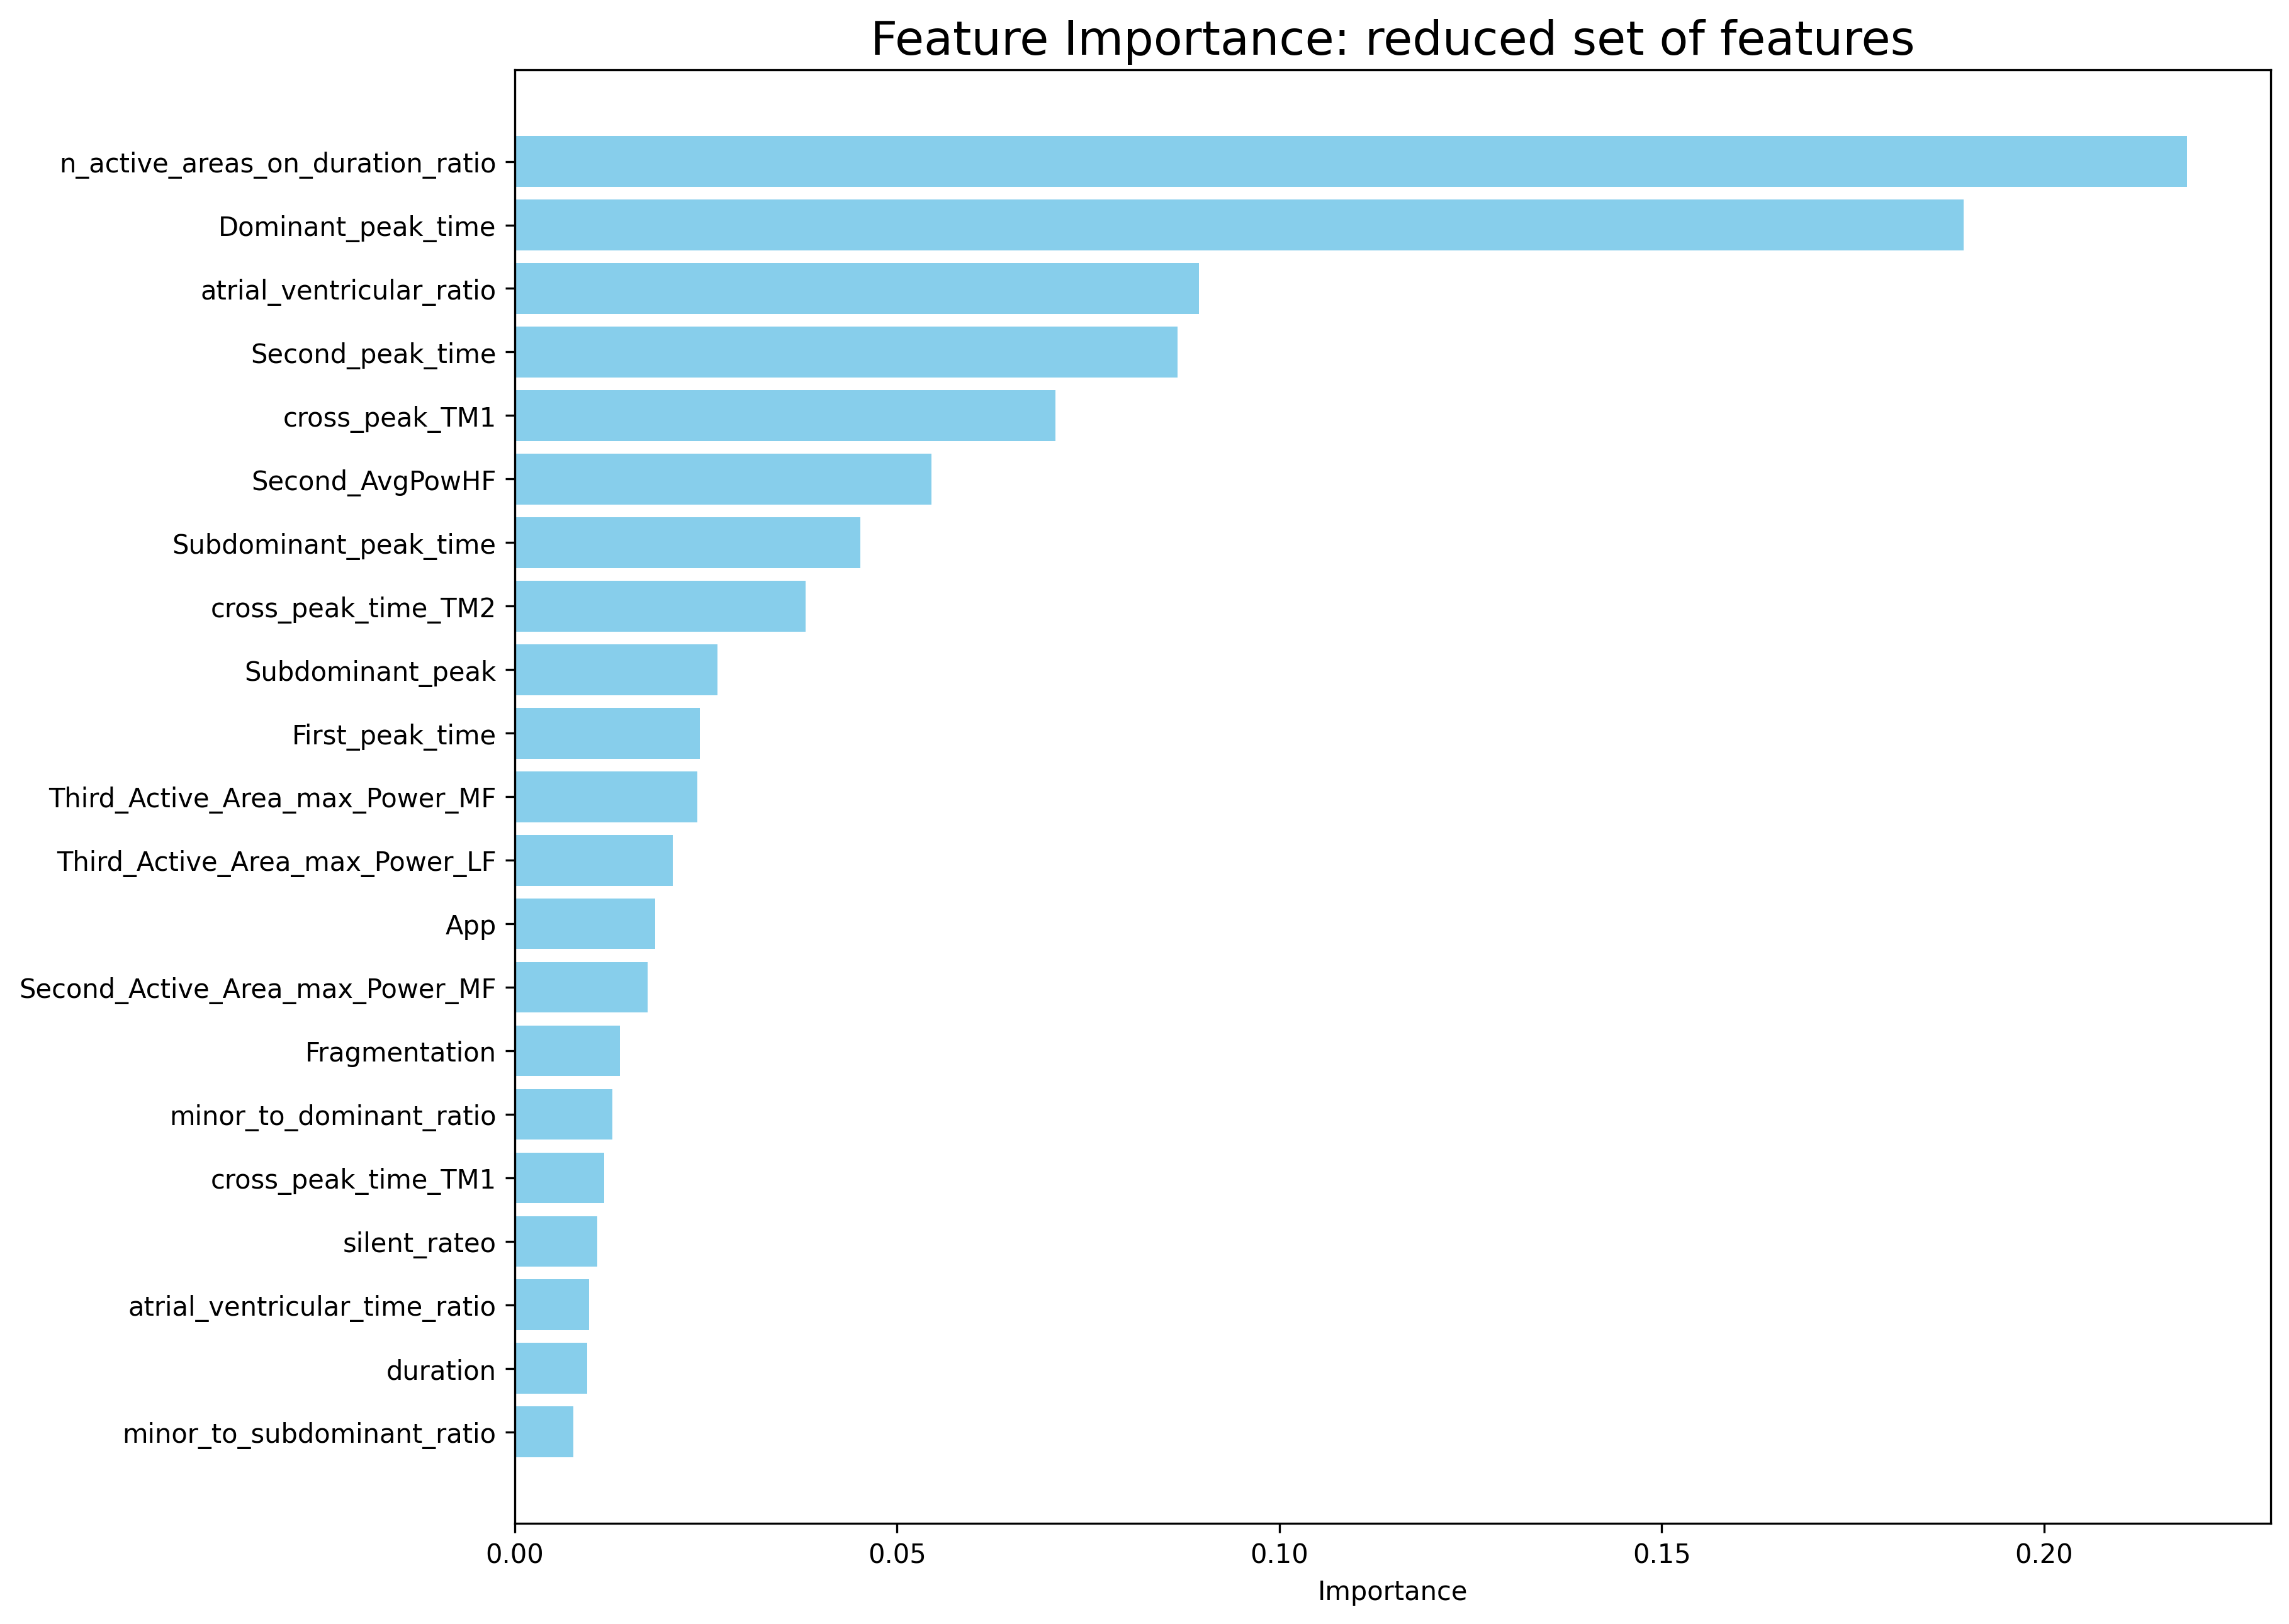 Feature Importance: reduced set of features
n_active_areas_on_duration_ratio
Dominant_peak_time
atrial_ventricular_ratio
Second_peak_time
cross_peak_TM1
Second_AvgPowHF
Subdominant_peak_time
cross_peak_time_TM2
Subdominant_peak
First_peak_time
Third_Active_Area_max_Power_MF
Third_Active_Area_max_Power_LF
App
Second_Active_Area_max_Power_MF
Fragmentation
minor_to_dominant_ratio
cross_peak_time_TM1
silent_rateo
atrial_ventricular_time_ratio
duration
minor_to_subdominant_ratio
0.00 0.05 0.10 0.15 0.20
Importance